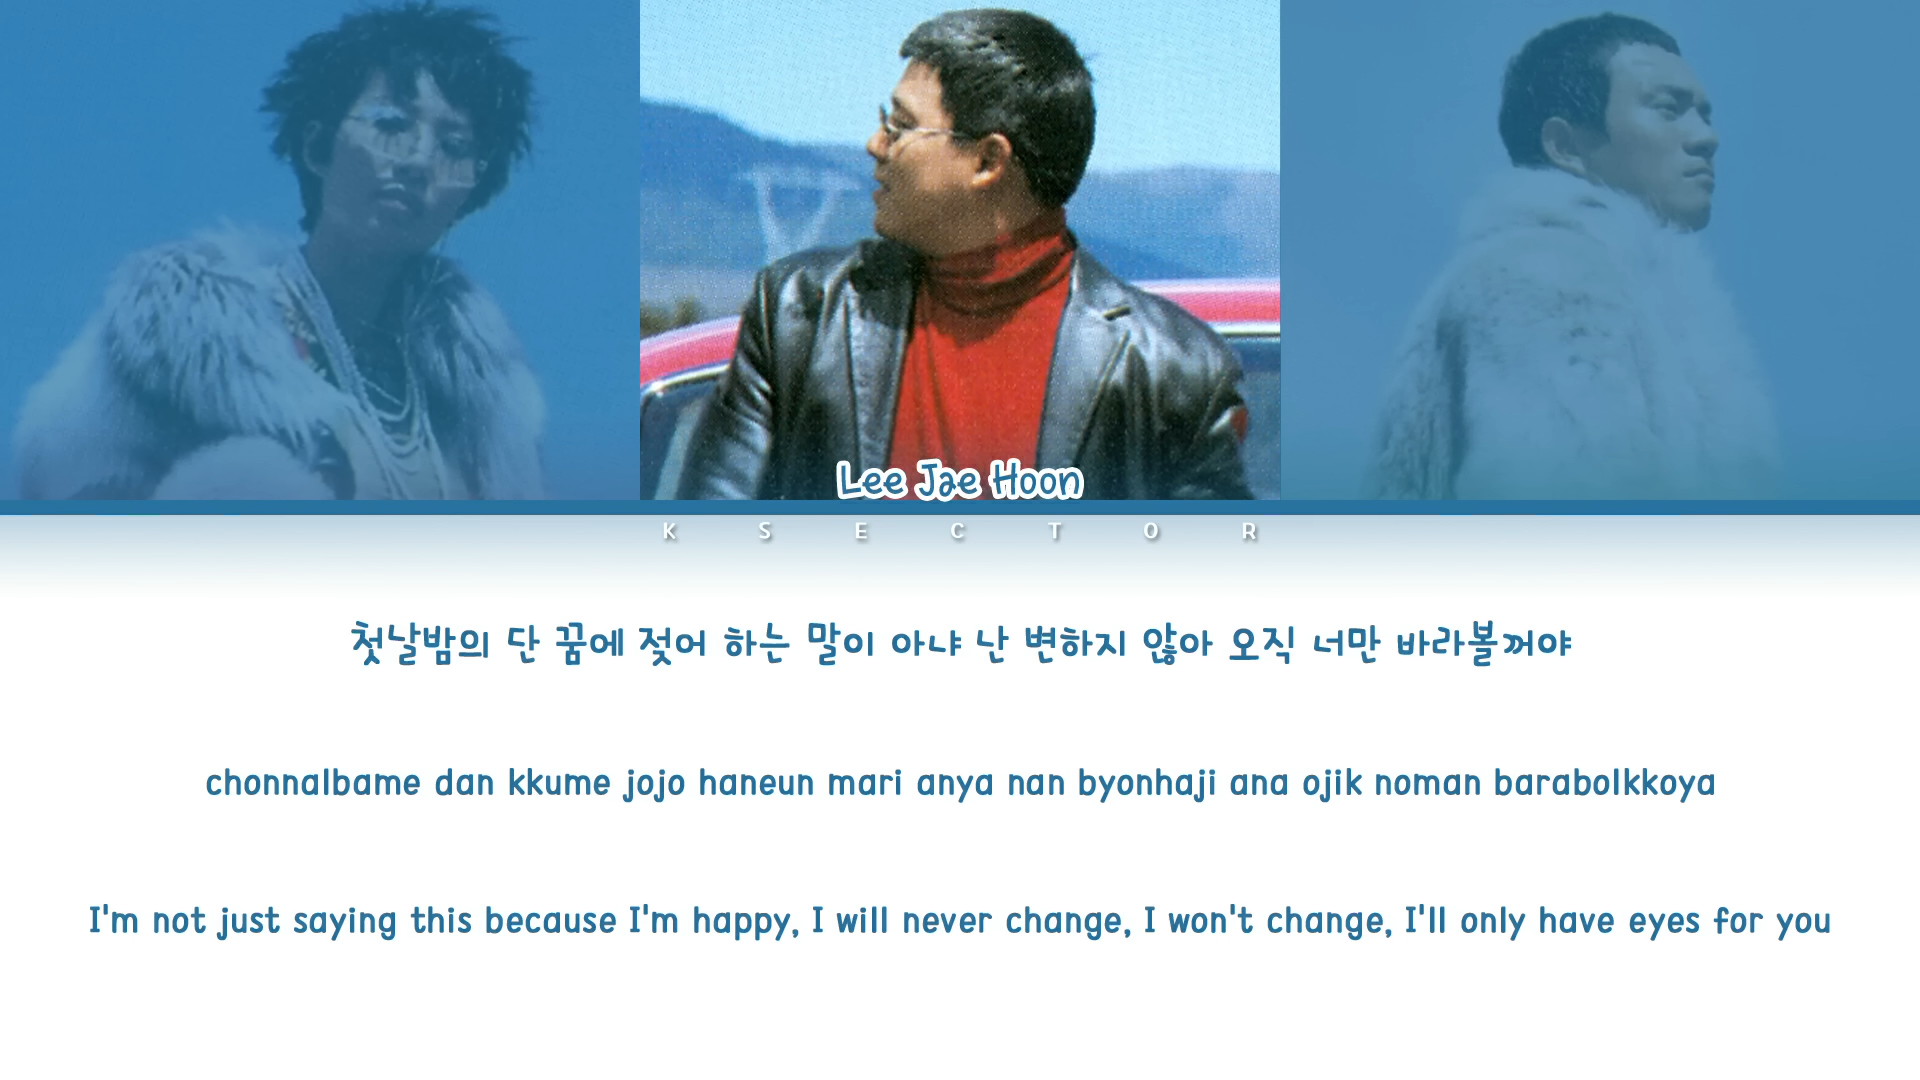 Lee Jae Hoon
K S E C T O R
첫날밤의 단 꿈에 젖어 하는 말이 아냐 난 변하지 않아 오직 너만 바라볼꺼야
chonnalbame dan kkume jojo haneun mari anya nan byonhaji ana ojik noman barabolkkoya
I'm not just saying this because I'm happy, I will never change, I won't change, I'll only have eyes for you